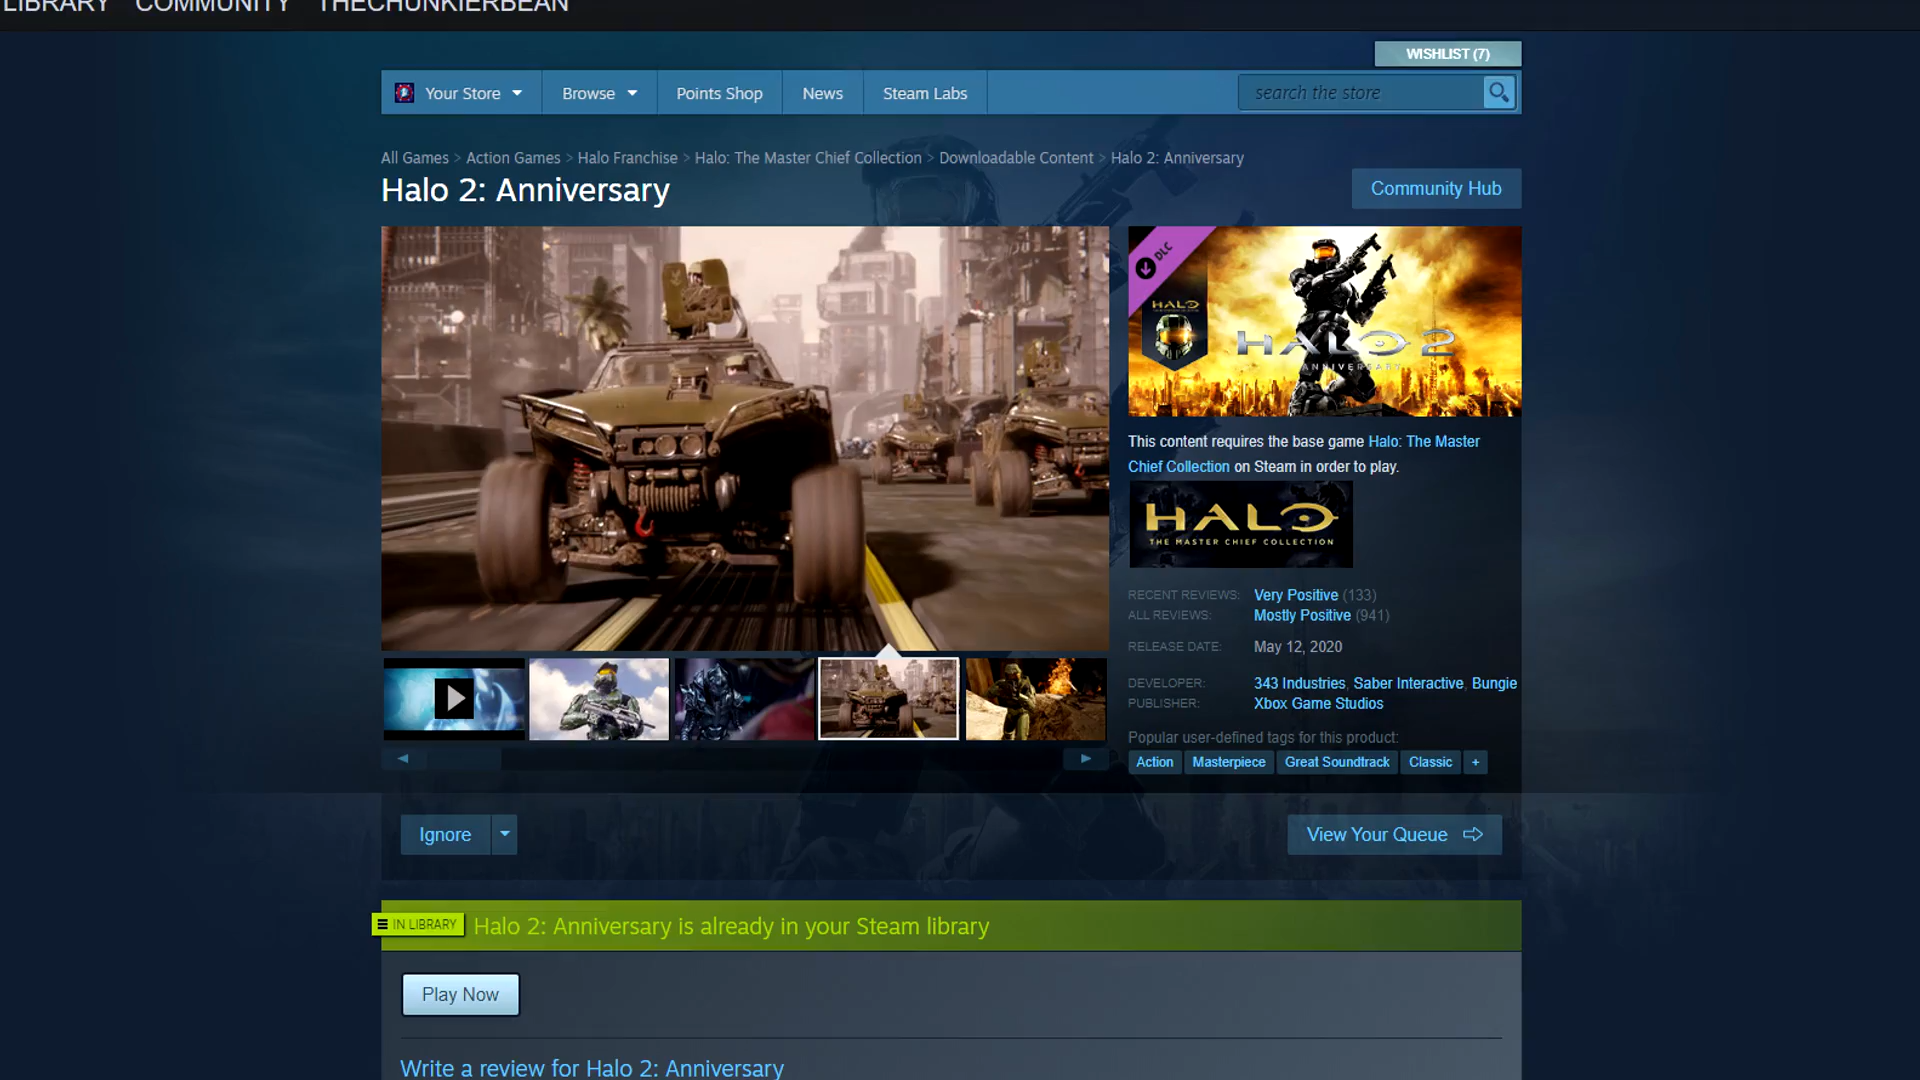 LIBRARY COMMUNITY THECHUNKIERBEAN
WISHLIST (7)
Your Store Browse Points Shop News Steam Labs search the store
All Games > Action Games > Halo Franchise > Halo: The Master Chief Collection > Downloadable Content > Halo 2: Anniversary
Halo 2: Anniversary
Community Hub
DLC
HALO
HALO 2
ANNIVERSARY
This content requires the base game Halo: The Master
Chief Collection on Steam in order to play.
HALO
THE MASTER CHIEF COLLECTION
RECENT REVIEWS: Very Positive (133)
ALL REVIEWS: Mostly Positive (941)
RELEASE DATE: May 12, 2020
DEVELOPER: 343 Industries, Saber Interactive, Bungie
PUBLISHER: Xbox Game Studios
Popular user-defined tags for this product:
Action Masterpiece Great Soundtrack Classic +
Ignore
View Your Queue
IN LIBRARY Halo 2: Anniversary is already in your Steam library
Play Now
Write a review for Halo 2: Anniversary